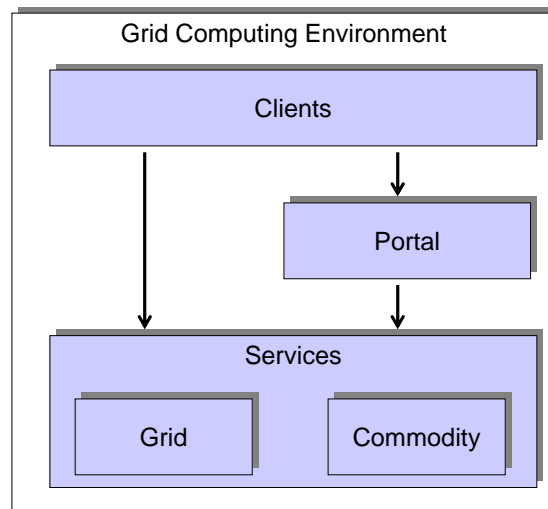 Grid Computing Environment
Clients
Portal
Services
Grid
Commodity